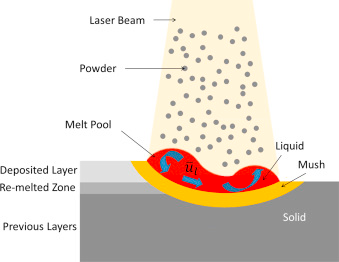 Laser Beam
Powder
Melt Pool
Liquid
Mush
Deposited Layer
Re-melted Zone
Previous Layers
Solid